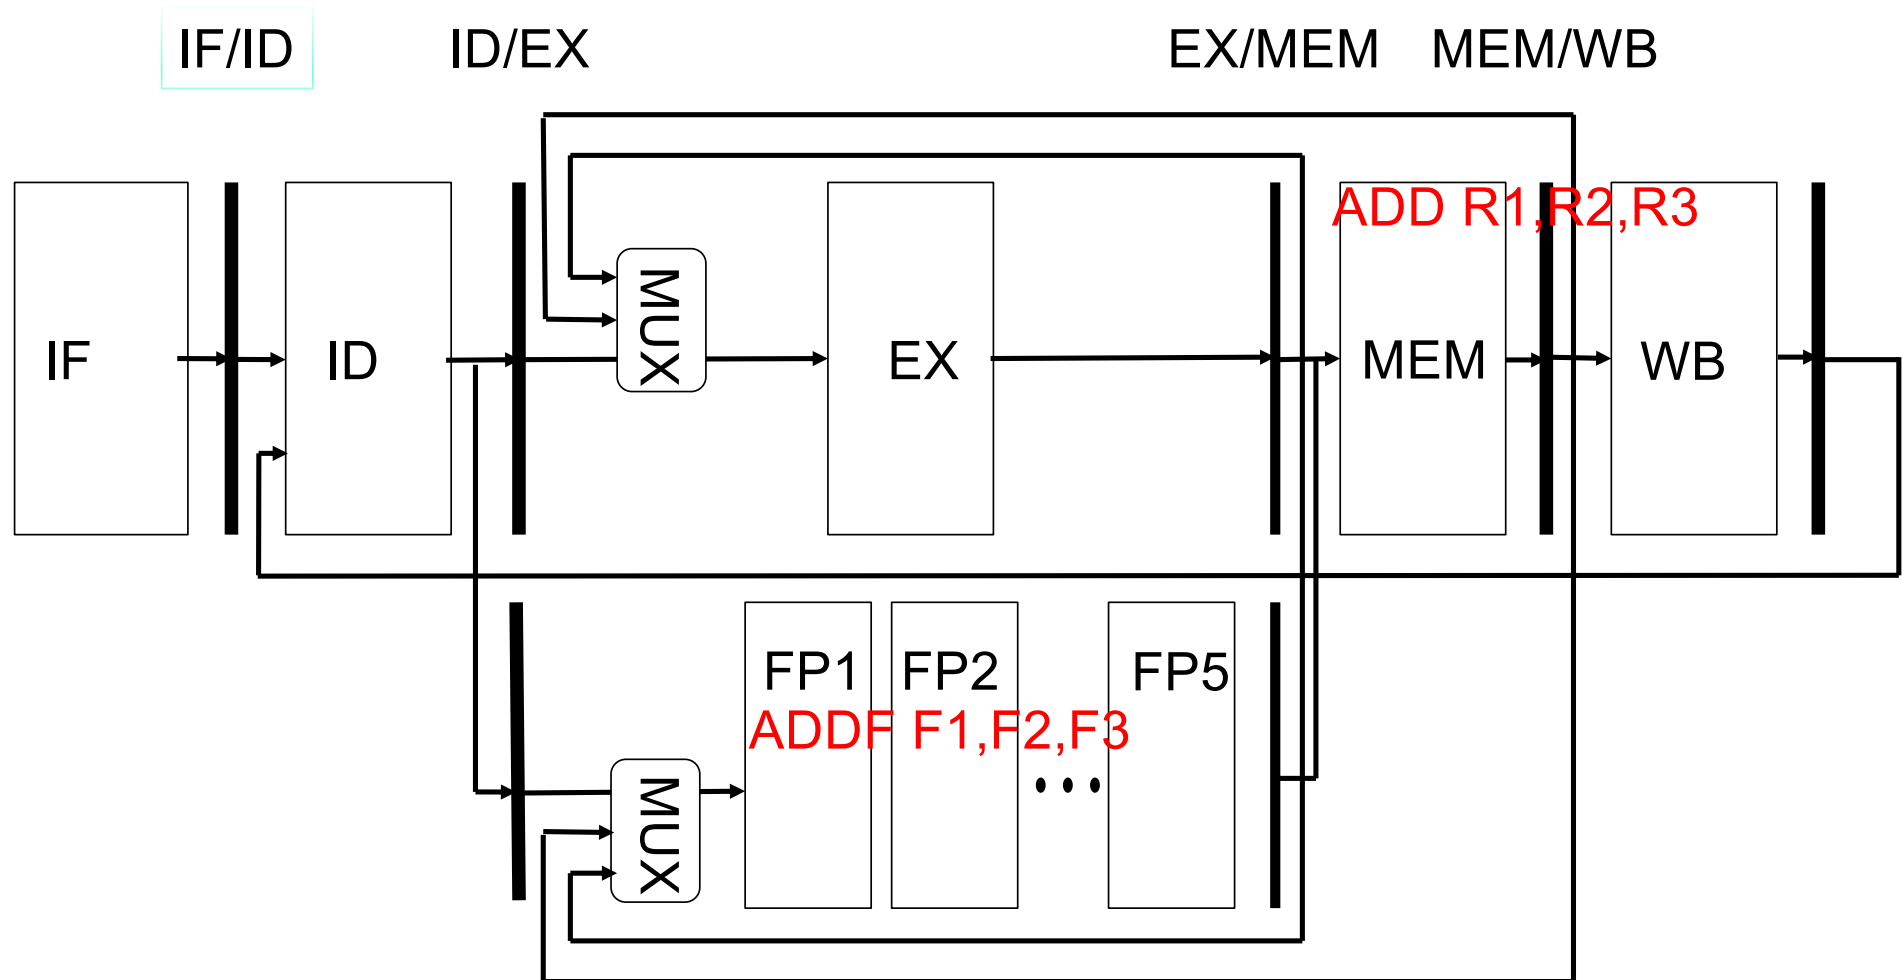 IF/ID ID/EX EX/MEM MEM/WB
ADD R1,R2,R3
MUX
IF ID EX MEM WB
FP1 FP2 FP5
ADDF F1,F2,F3
MUX